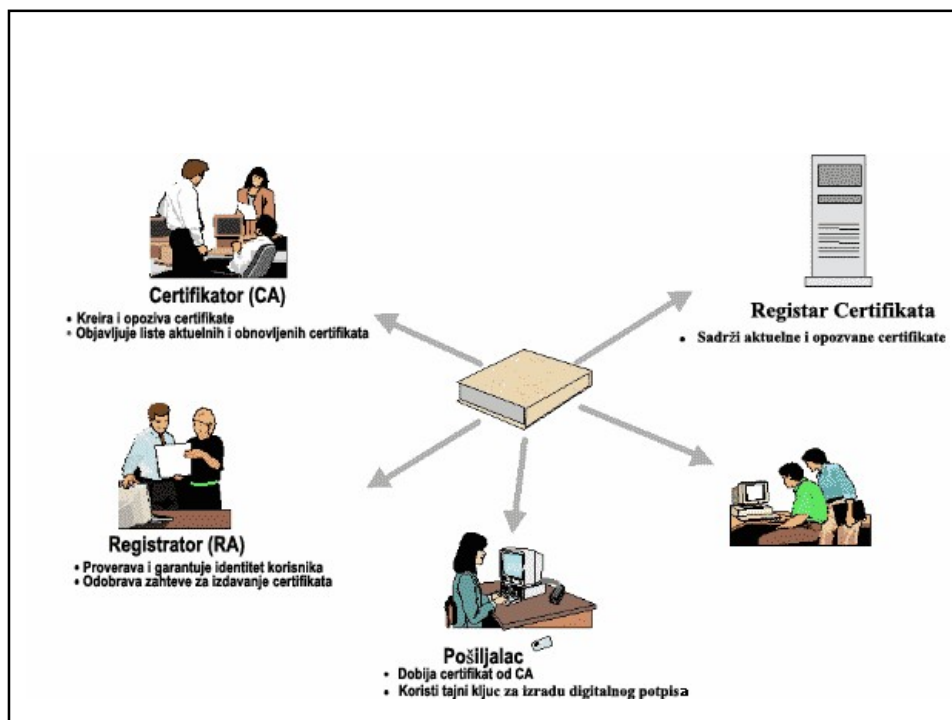 Certifikator (CA)
• Kreira i opoziva certifikate
• Objavljuje liste aktuelnih i obnovljenih certifikata
Registar Certifikata
• Sadrži aktuelne i opozvane certifikate
Registrator (RA)
• Proverava i garantuje identitet korisnika
• Odobrava zahteve za izdavanje certifikata
Pošiljalac
• Dobija certifikat od CA
• Koristi tajni kljuc za izradu digitalnog potpisa